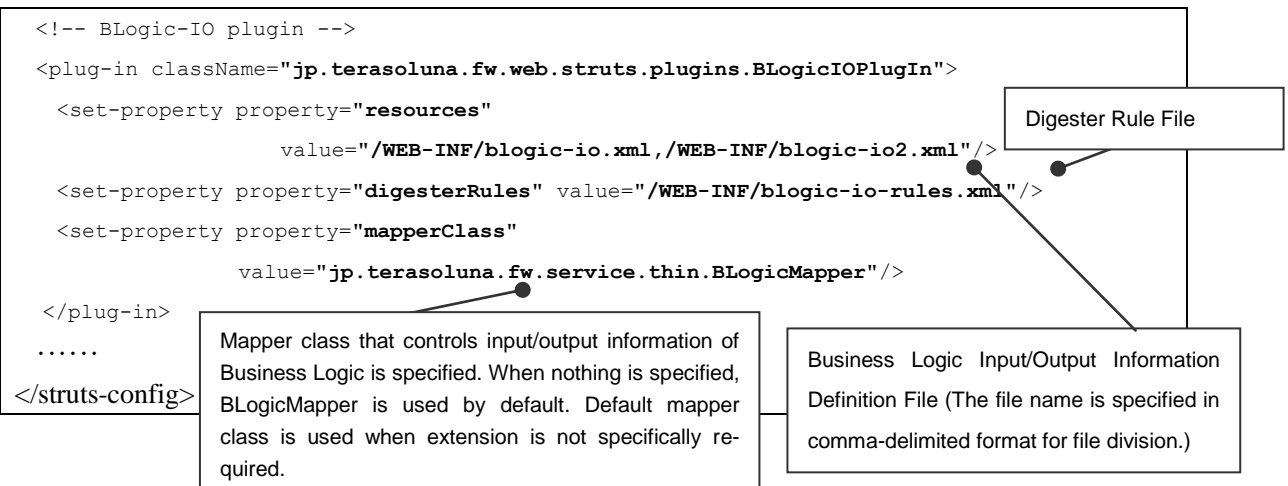 <!-- BLogic-IO plugin -->
<plug-in className="jp.terasoluna.fw.web.struts.plugins.BLogicIOPlugIn">
<set-property property="resources"
value="/WEB-INF/blogic-io.xml,/WEB-INF/blogic-io2.xml"/>
<set-property property="digesterRules" value="/WEB-INF/blogic-io-rules.xml"/>
<set-property property="mapperClass"
value="jp.terasoluna.fw.service.thin.BLogicMapper"/>
</plug-in>
……
</struts-config>
Digester Rule File
Mapper class that controls input/output information of
Business Logic is specified. When nothing is specified,
BLogicMapper is used by default. Default mapper
class is used when extension is not specifically re-
quired.
Business Logic Input/Output Information
Definition File (The file name is specified in
comma-delimited format for file division.)